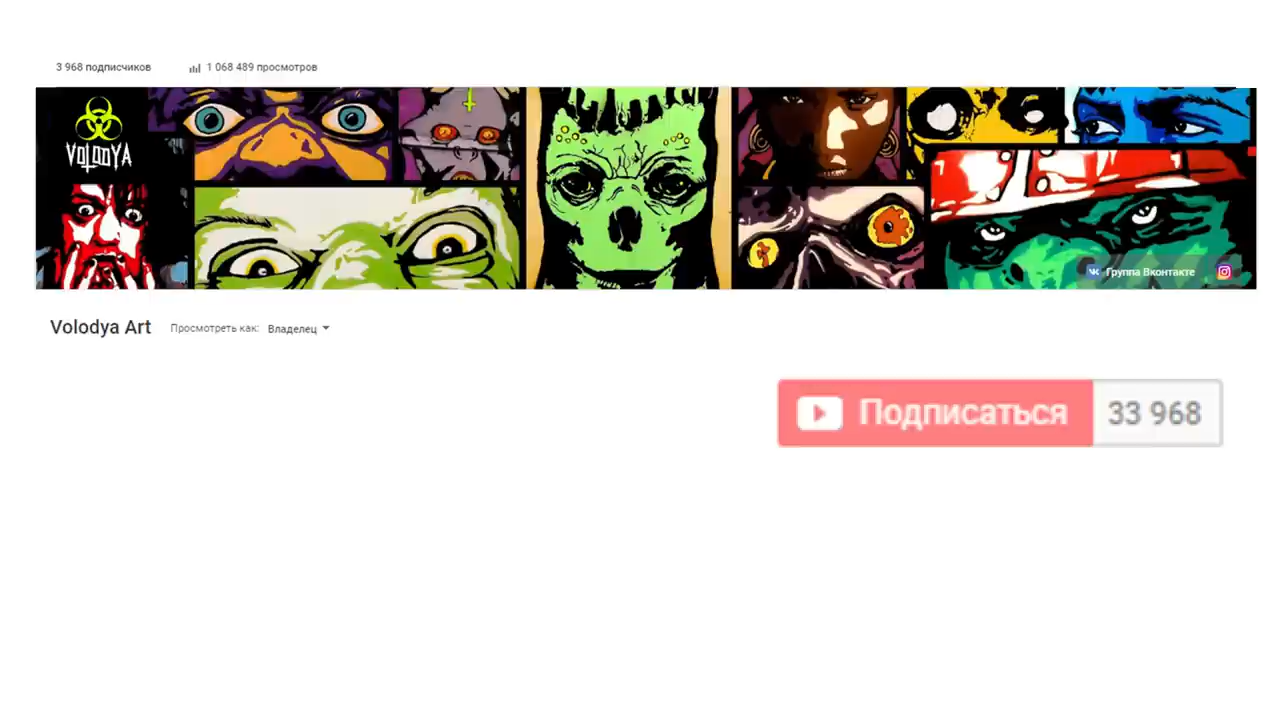 3 968 подписчиков 1 068 489 просмотров
VOLODYA
Группа Вконтакте
Volodya Art Просмотреть как: Владелец
Подписаться 33 968